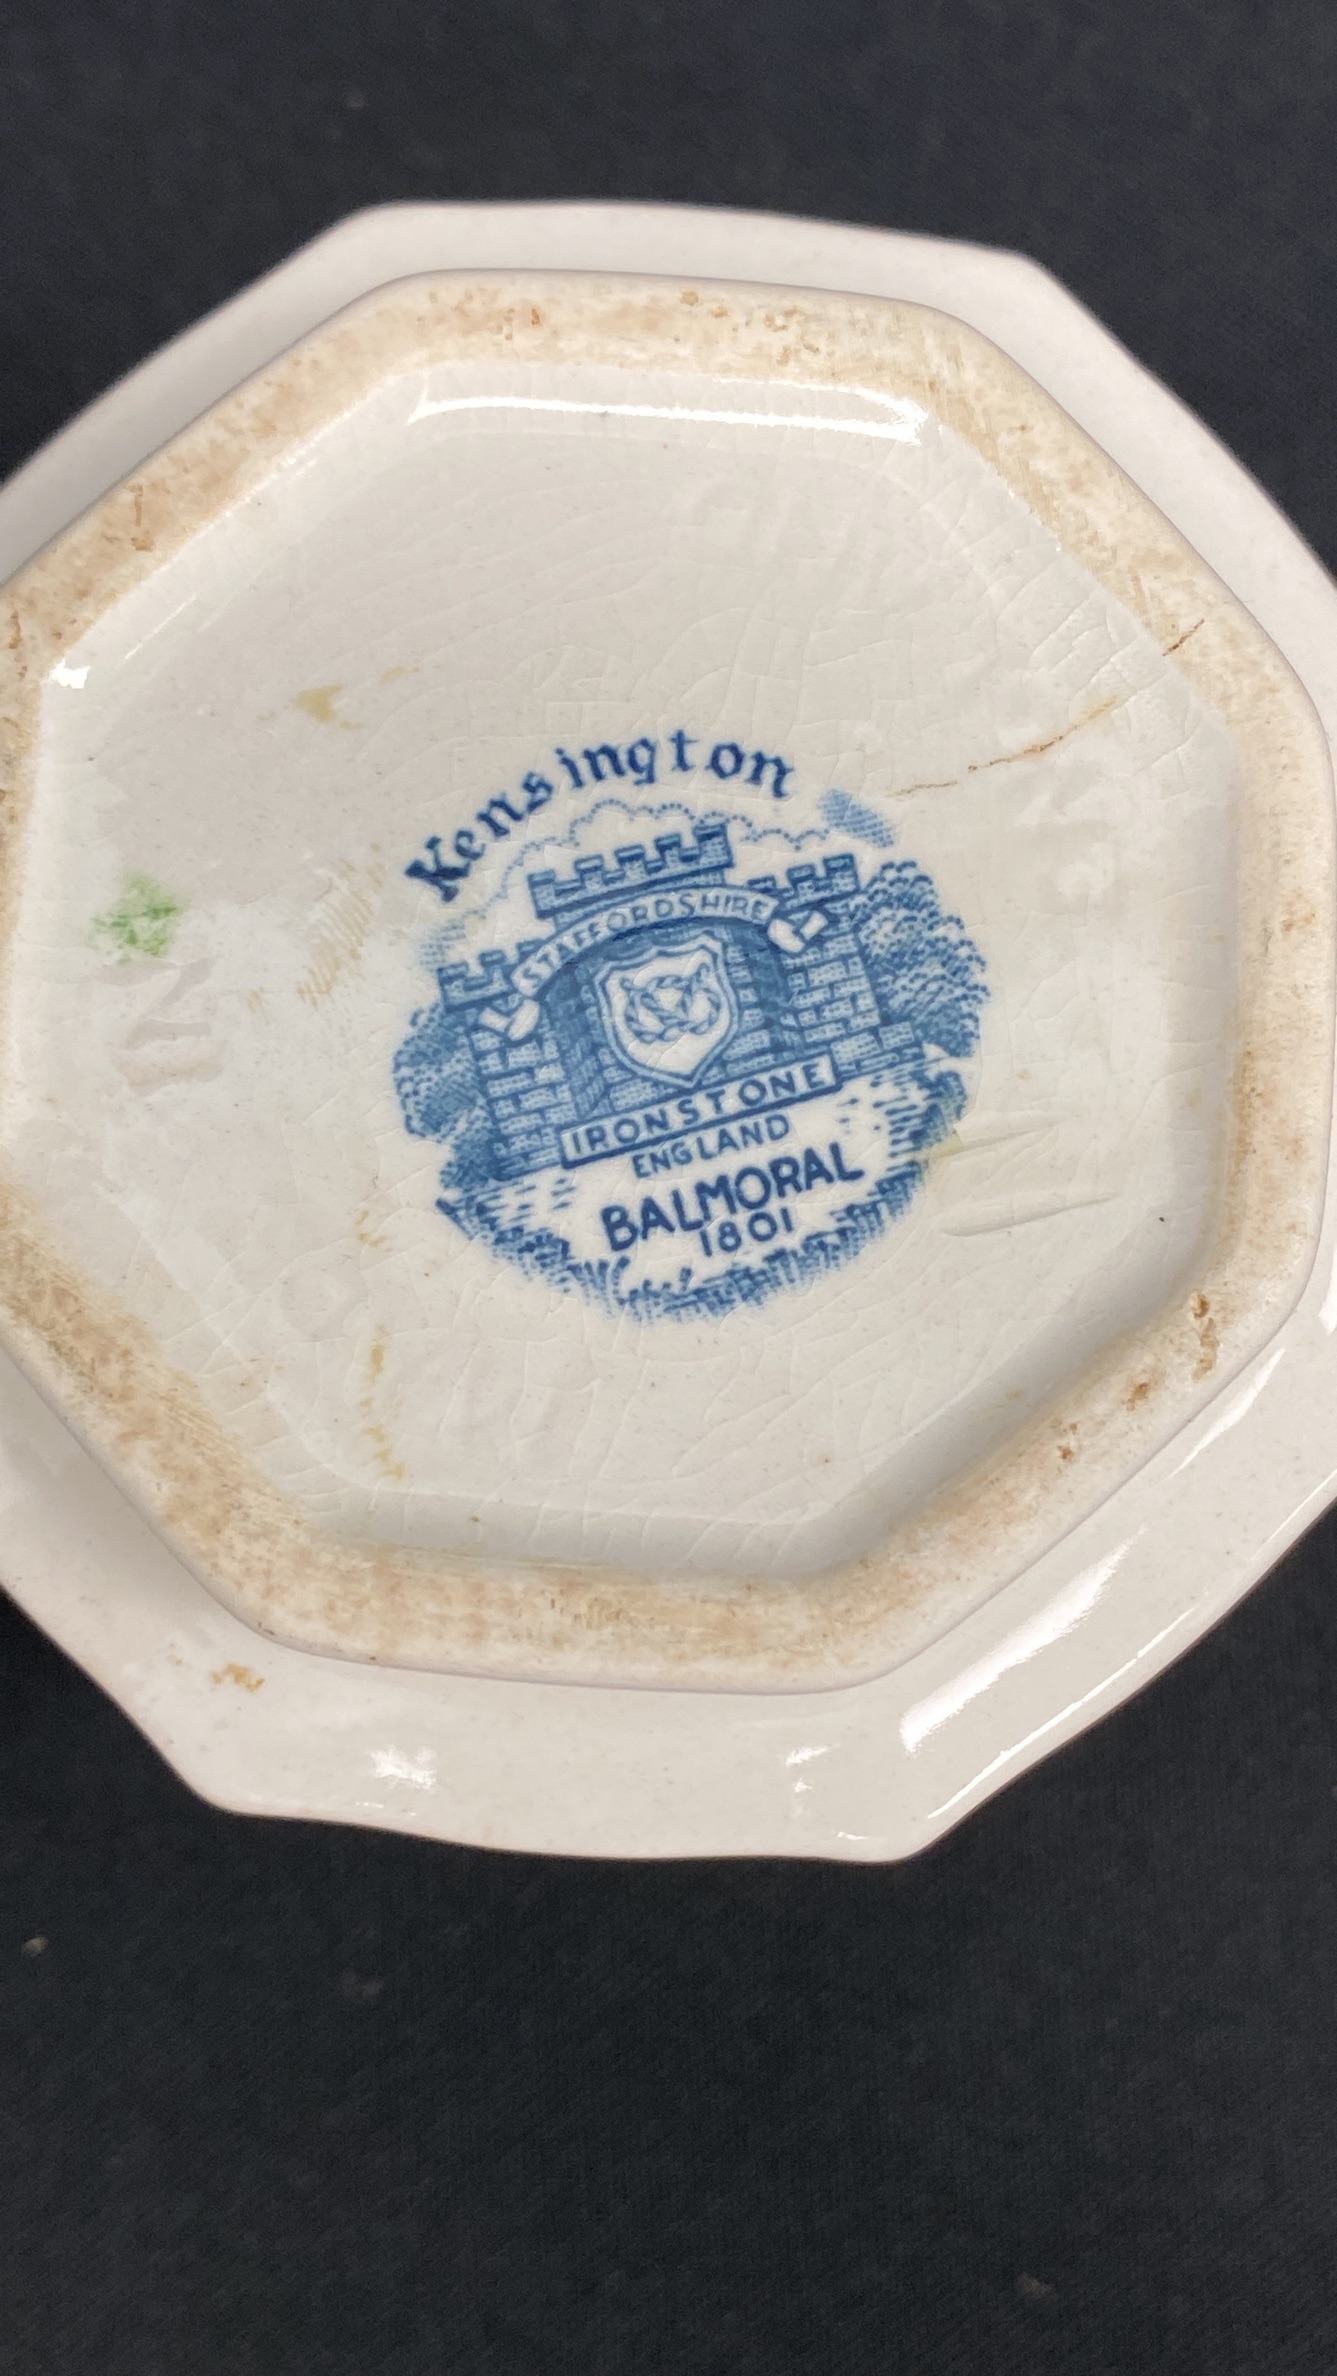 Kensington
STAFFORDSHIRE
IRONSTONE
ENGLAND
BALMORAL
1801